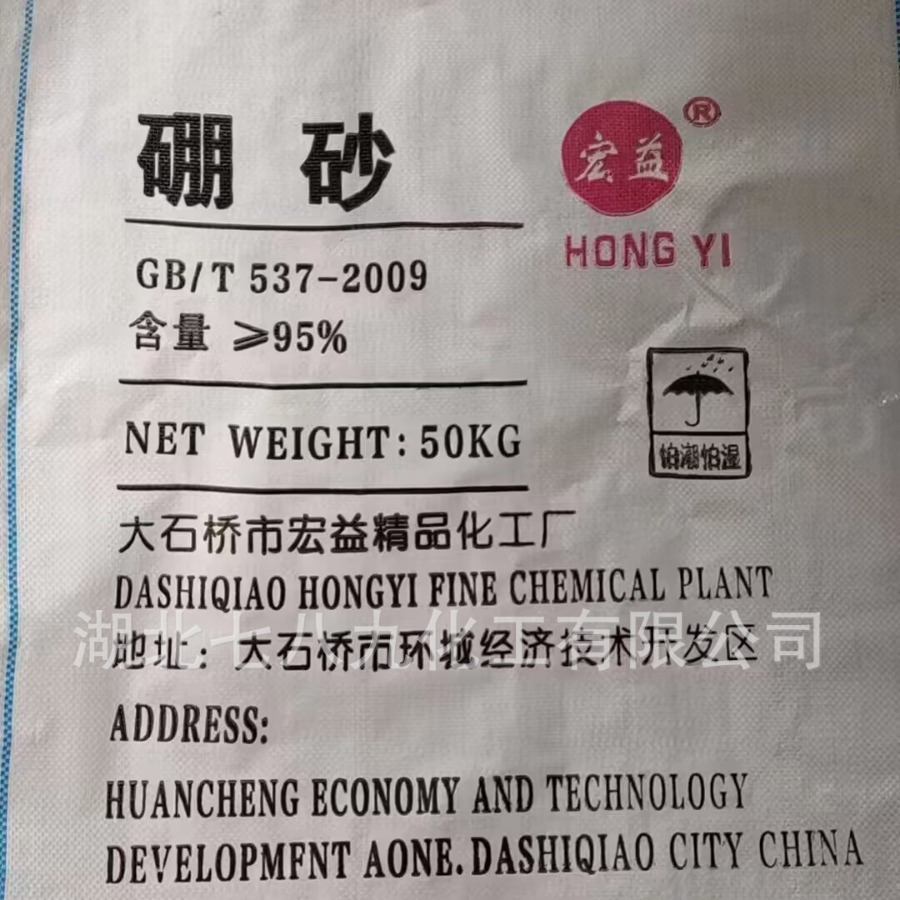 硼砂
宏益
®
HONG YI
GB/T 537-2009
含量 ≥95%
怕潮怕湿
NET WEIGHT: 50KG
大石桥市宏益精品化工厂
DASHIQIAO HONGYI FINE CHEMICAL PLANT
湖北七八九化工有限公司
地址：大石桥市环城经济技术开发区
ADDRESS:
HUANCHENG ECONOMY AND TECHNOLOGY
DEVELOPMFNT AONE. DASHIQIAO CITY CHINA